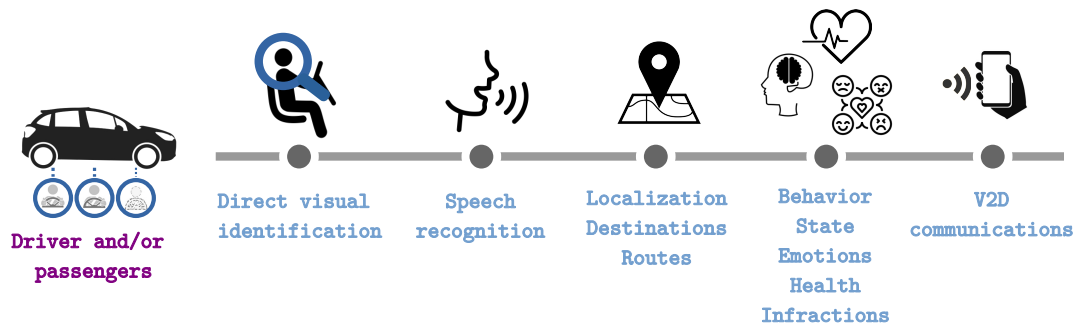 Driver and/or
passengers
Direct visual
identification
Speech
recognition
Localization
Destinations
Routes
Behavior
State
Emotions
Health
Infractions
V2D
communications